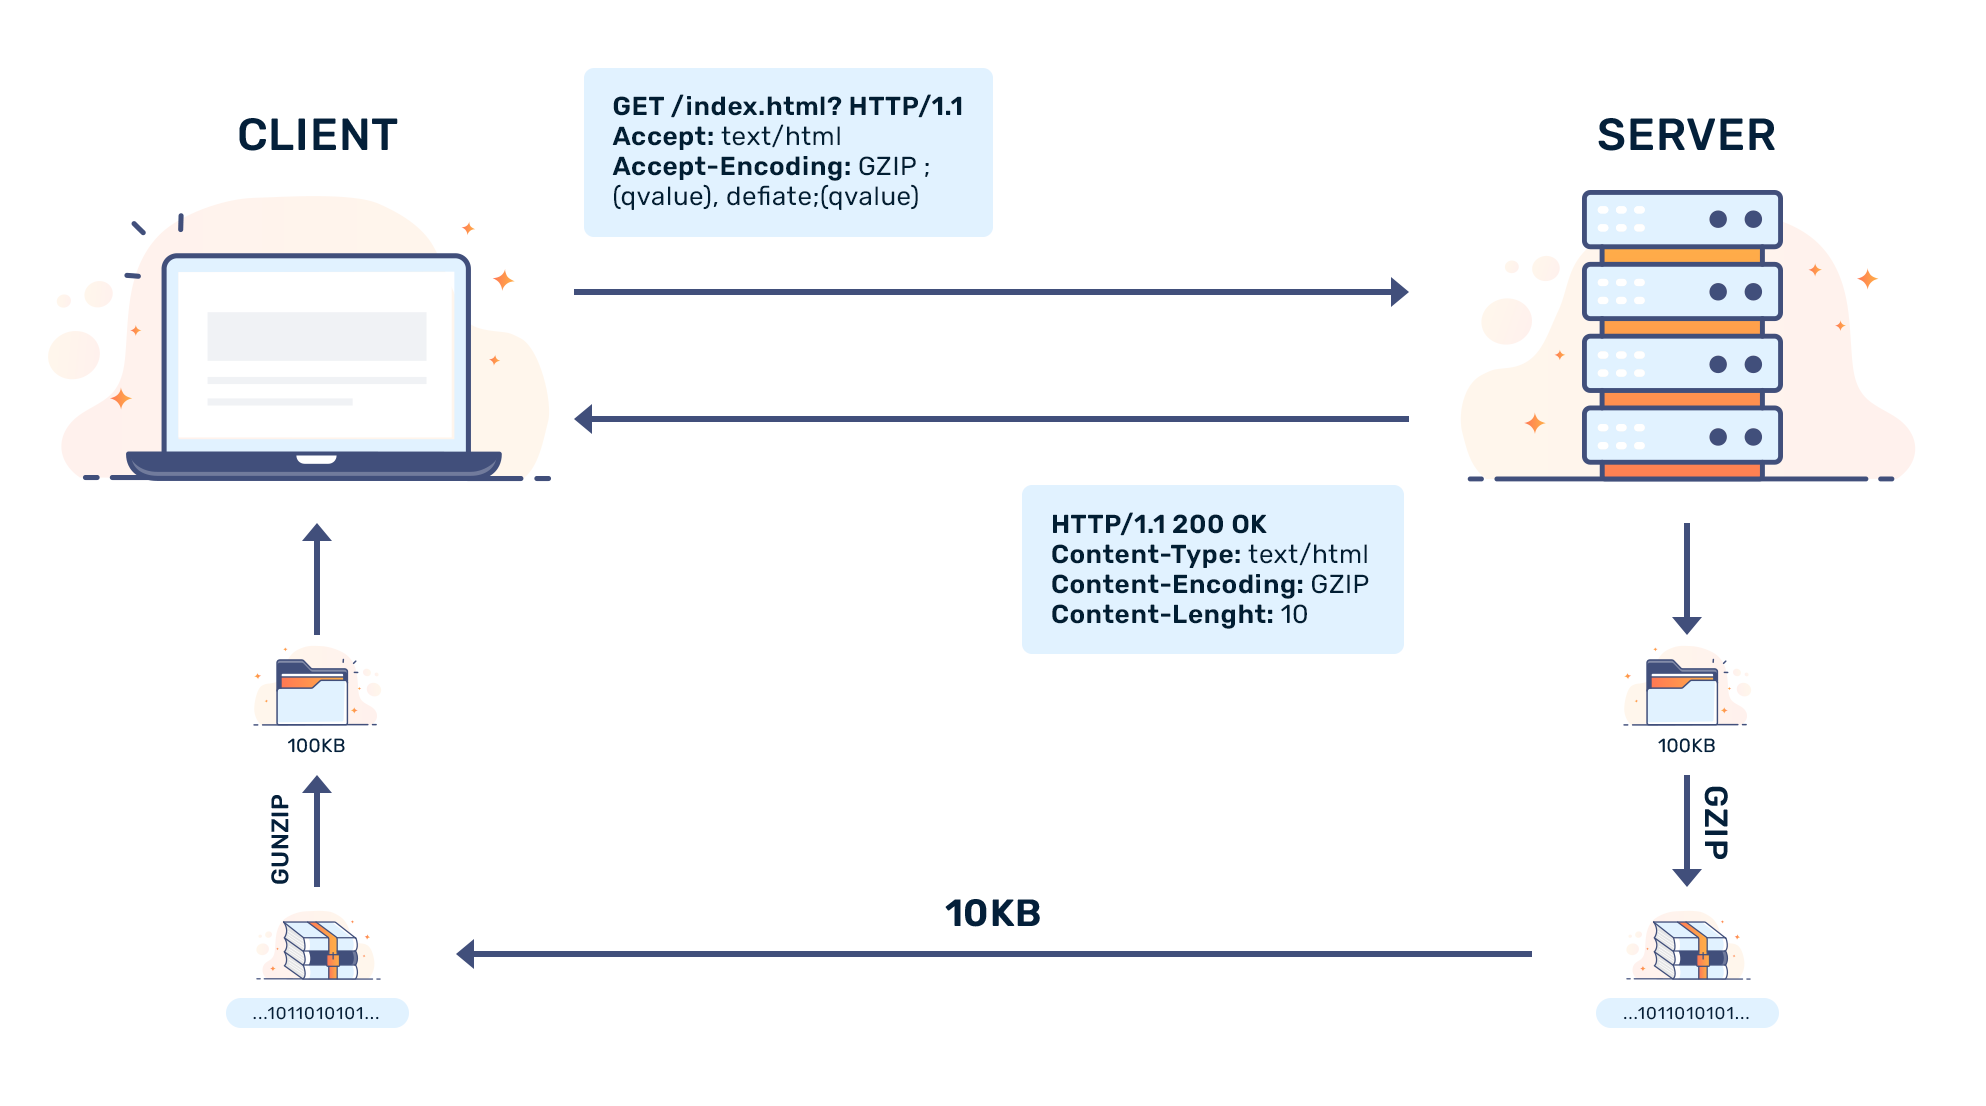 CLIENT
GET /index.html? HTTP/1.1
Accept: text/html
Accept-Encoding: GZIP ;
(qvalue), defiate;(qvalue)
SERVER
HTTP/1.1 200 OK
Content-Type: text/html
Content-Encoding: GZIP
Content-Lenght: 10
100KB
100KB
GUNZIP
GZIP
10KB
...1011010101...
...1011010101...